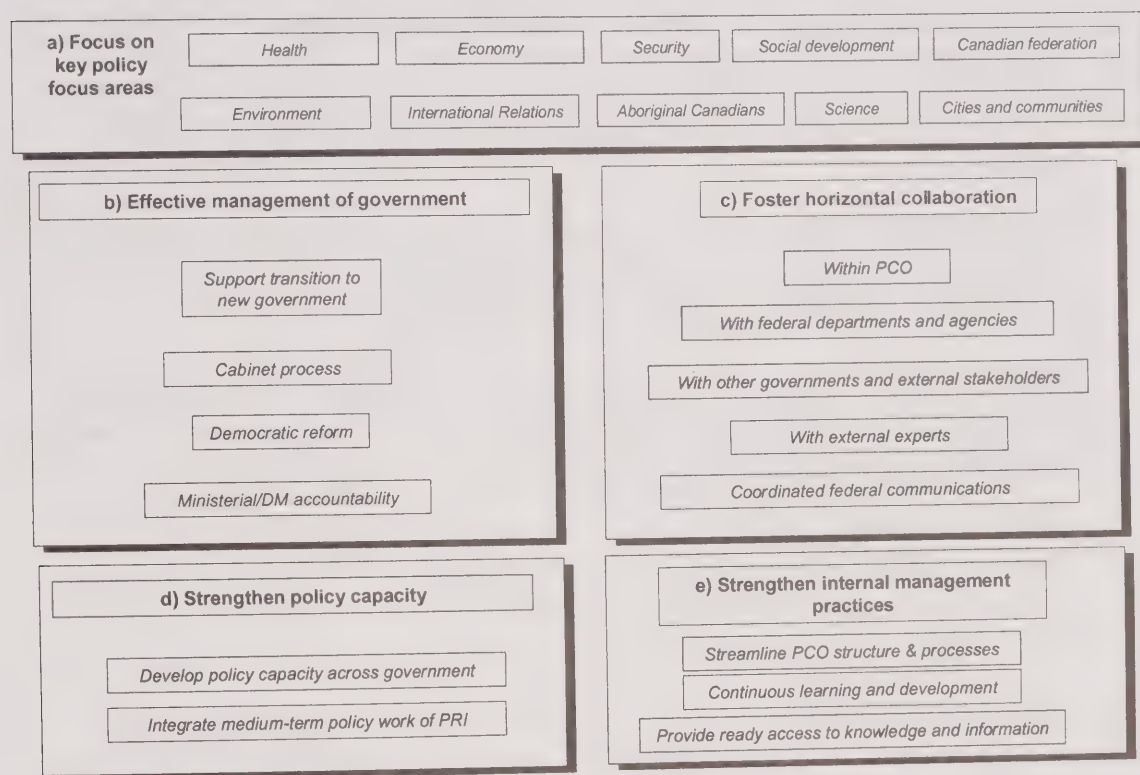 a) Focus on
key policy
focus areas
Health
Economy
Security
Social development
Canadian federation
Environment
International Relations
Aboriginal Canadians
Science
Cities and communities
b) Effective management of government
Support transition to
new government
Cabinet process
Democratic reform
Ministerial/DM accountability
c) Foster horizontal collaboration
Within PCO
With federal departments and agencies
With other governments and external stakeholders
With external experts
Coordinated federal communications
d) Strengthen policy capacity
Develop policy capacity across government
Integrate medium-term policy work of PRI
e) Strengthen internal management
practices
Streamline PCO structure & processes
Continuous learning and development
Provide ready access to knowledge and information